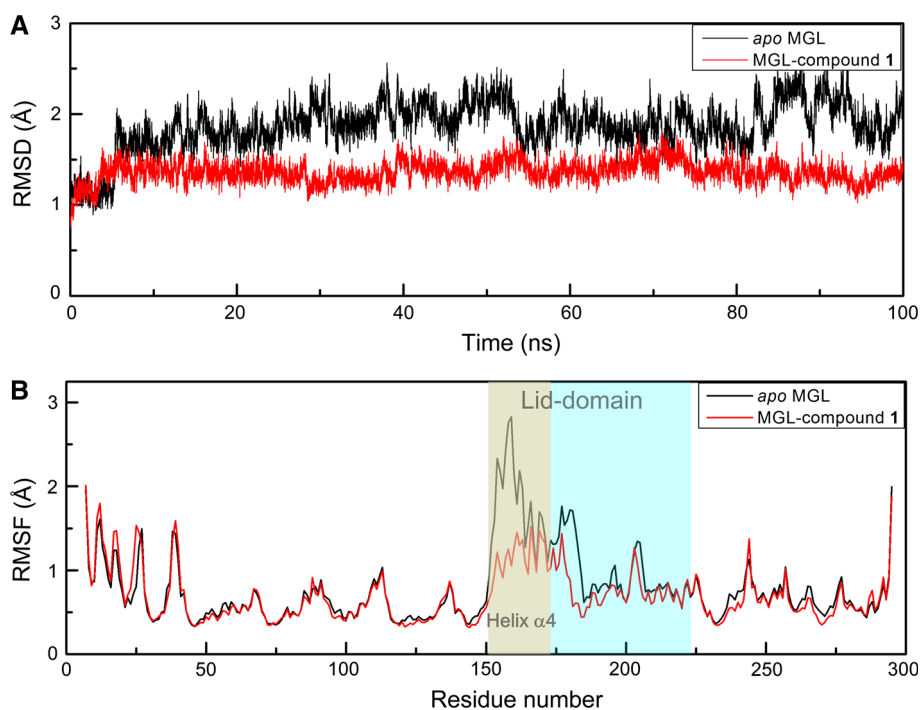 A
3
2
1
0
RMSD (Å)
apo MGL
MGL-compound 1
0
20
40
60
80
100
Time (ns)
B
3
2
1
0
RMSF (Å)
Lid-domain
apo MGL
MGL-compound 1
Helix α4
0
50
100
150
200
250
300
Residue number